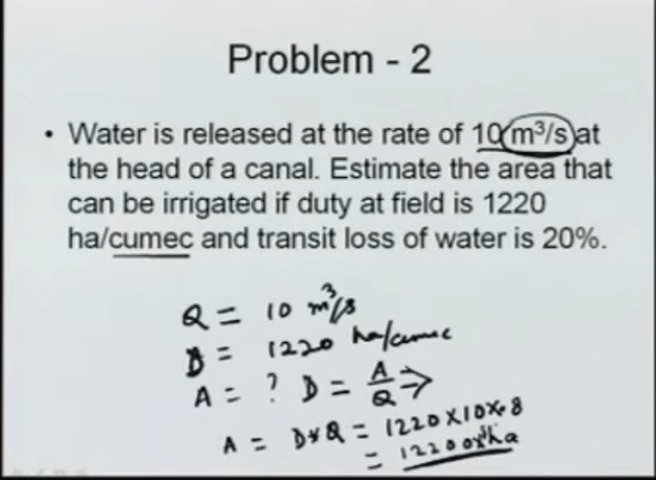 Problem - 2
• Water is released at the rate of 10 m³/s at
the head of a canal. Estimate the area that
can be irrigated if duty at field is 1220
ha/cumec and transit loss of water is 20%.
Q = 10 m³/s
D = 1220 ha/cumec
A = ? D = A/Q ⇒
A = D*Q = 1220 X 10 X .8
= 12200 ha